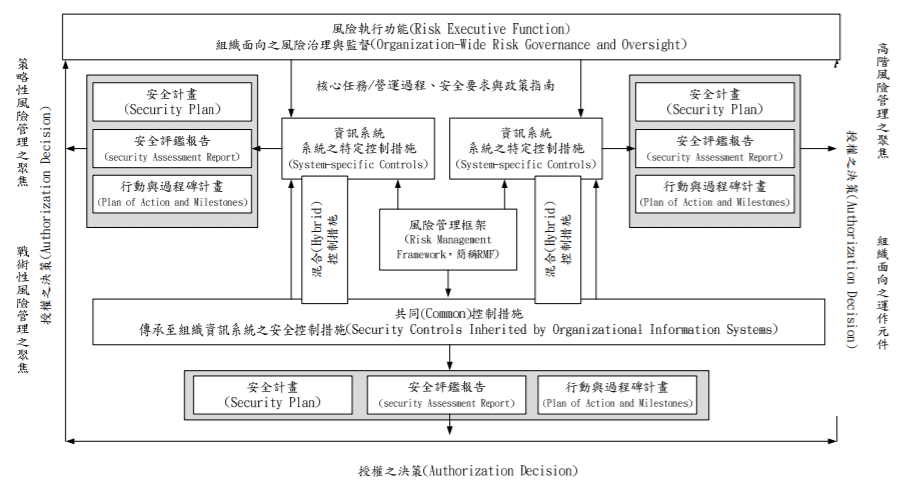 風險執行功能(Risk Executive Function)
組織面向之風險治理與監督(Organization-Wide Risk Governance and Oversight)
策略性風險管理之聚焦
戰術性風險管理之聚焦
授權之決策(Authorization Decision)
安全計畫
(Security Plan)
安全評鑑報告
(security Assessment Report)
行動與過程碑計畫
(Plan of Action and Milestones)
核心任務/營運過程、安全要求與政策指南
資訊系統
系統之特定控制措施
(System-specific Controls)
資訊系統
系統之特定控制措施
(System-specific Controls)
安全計畫
(Security Plan)
安全評鑑報告
(security Assessment Report)
行動與過程碑計畫
(Plan of Action and Milestones)
高階風險管理之聚焦
組織面向之運作元件
授權之決策(Authorization Decision)
混合(Hybrid)
控制措施
風險管理框架
(Risk Management
Framework，簡稱RMF)
混合(Hybrid)
控制措施
共同(Common)控制措施
傳承至組織資訊系統之安全控制措施(Security Controls Inherited by Organizational Information Systems)
安全計畫
(Security Plan)
安全評鑑報告
(security Assessment Report)
行動與過程碑計畫
(Plan of Action and Milestones)
授權之決策(Authorization Decision)